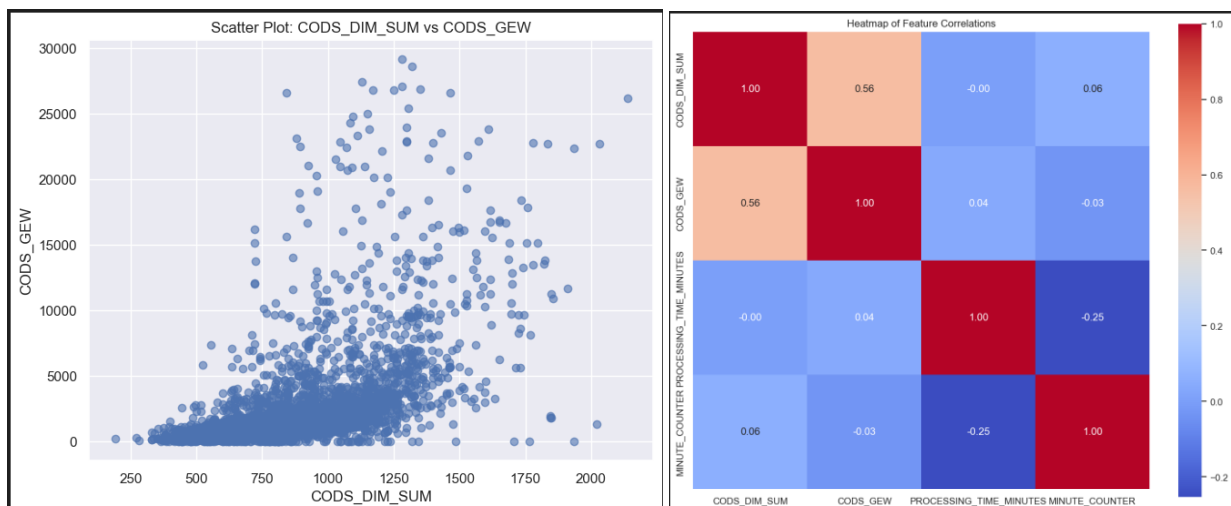 Scatter Plot: CODS_DIM_SUM vs CODS_GEW
30000
25000
20000
15000
10000
5000
0
CODS_GEW
250 500 750 1000 1250 1500 1750 2000
CODS_DIM_SUM
Heatmap of Feature Correlations
CODS_DIM_SUM
1.00 0.56 -0.00 0.06
CODS_GEW
0.56 1.00 0.04 -0.03
PROCESSING_TIME_MINUTES
-0.00 0.04 1.00 -0.25
MINUTE_COUNTER
0.06 -0.03 -0.25 1.00
CODS_DIM_SUM CODS_GEW PROCESSING_TIME_MINUTES MINUTE_COUNTER
1.0
0.8
0.6
0.4
0.2
0.0
-0.2